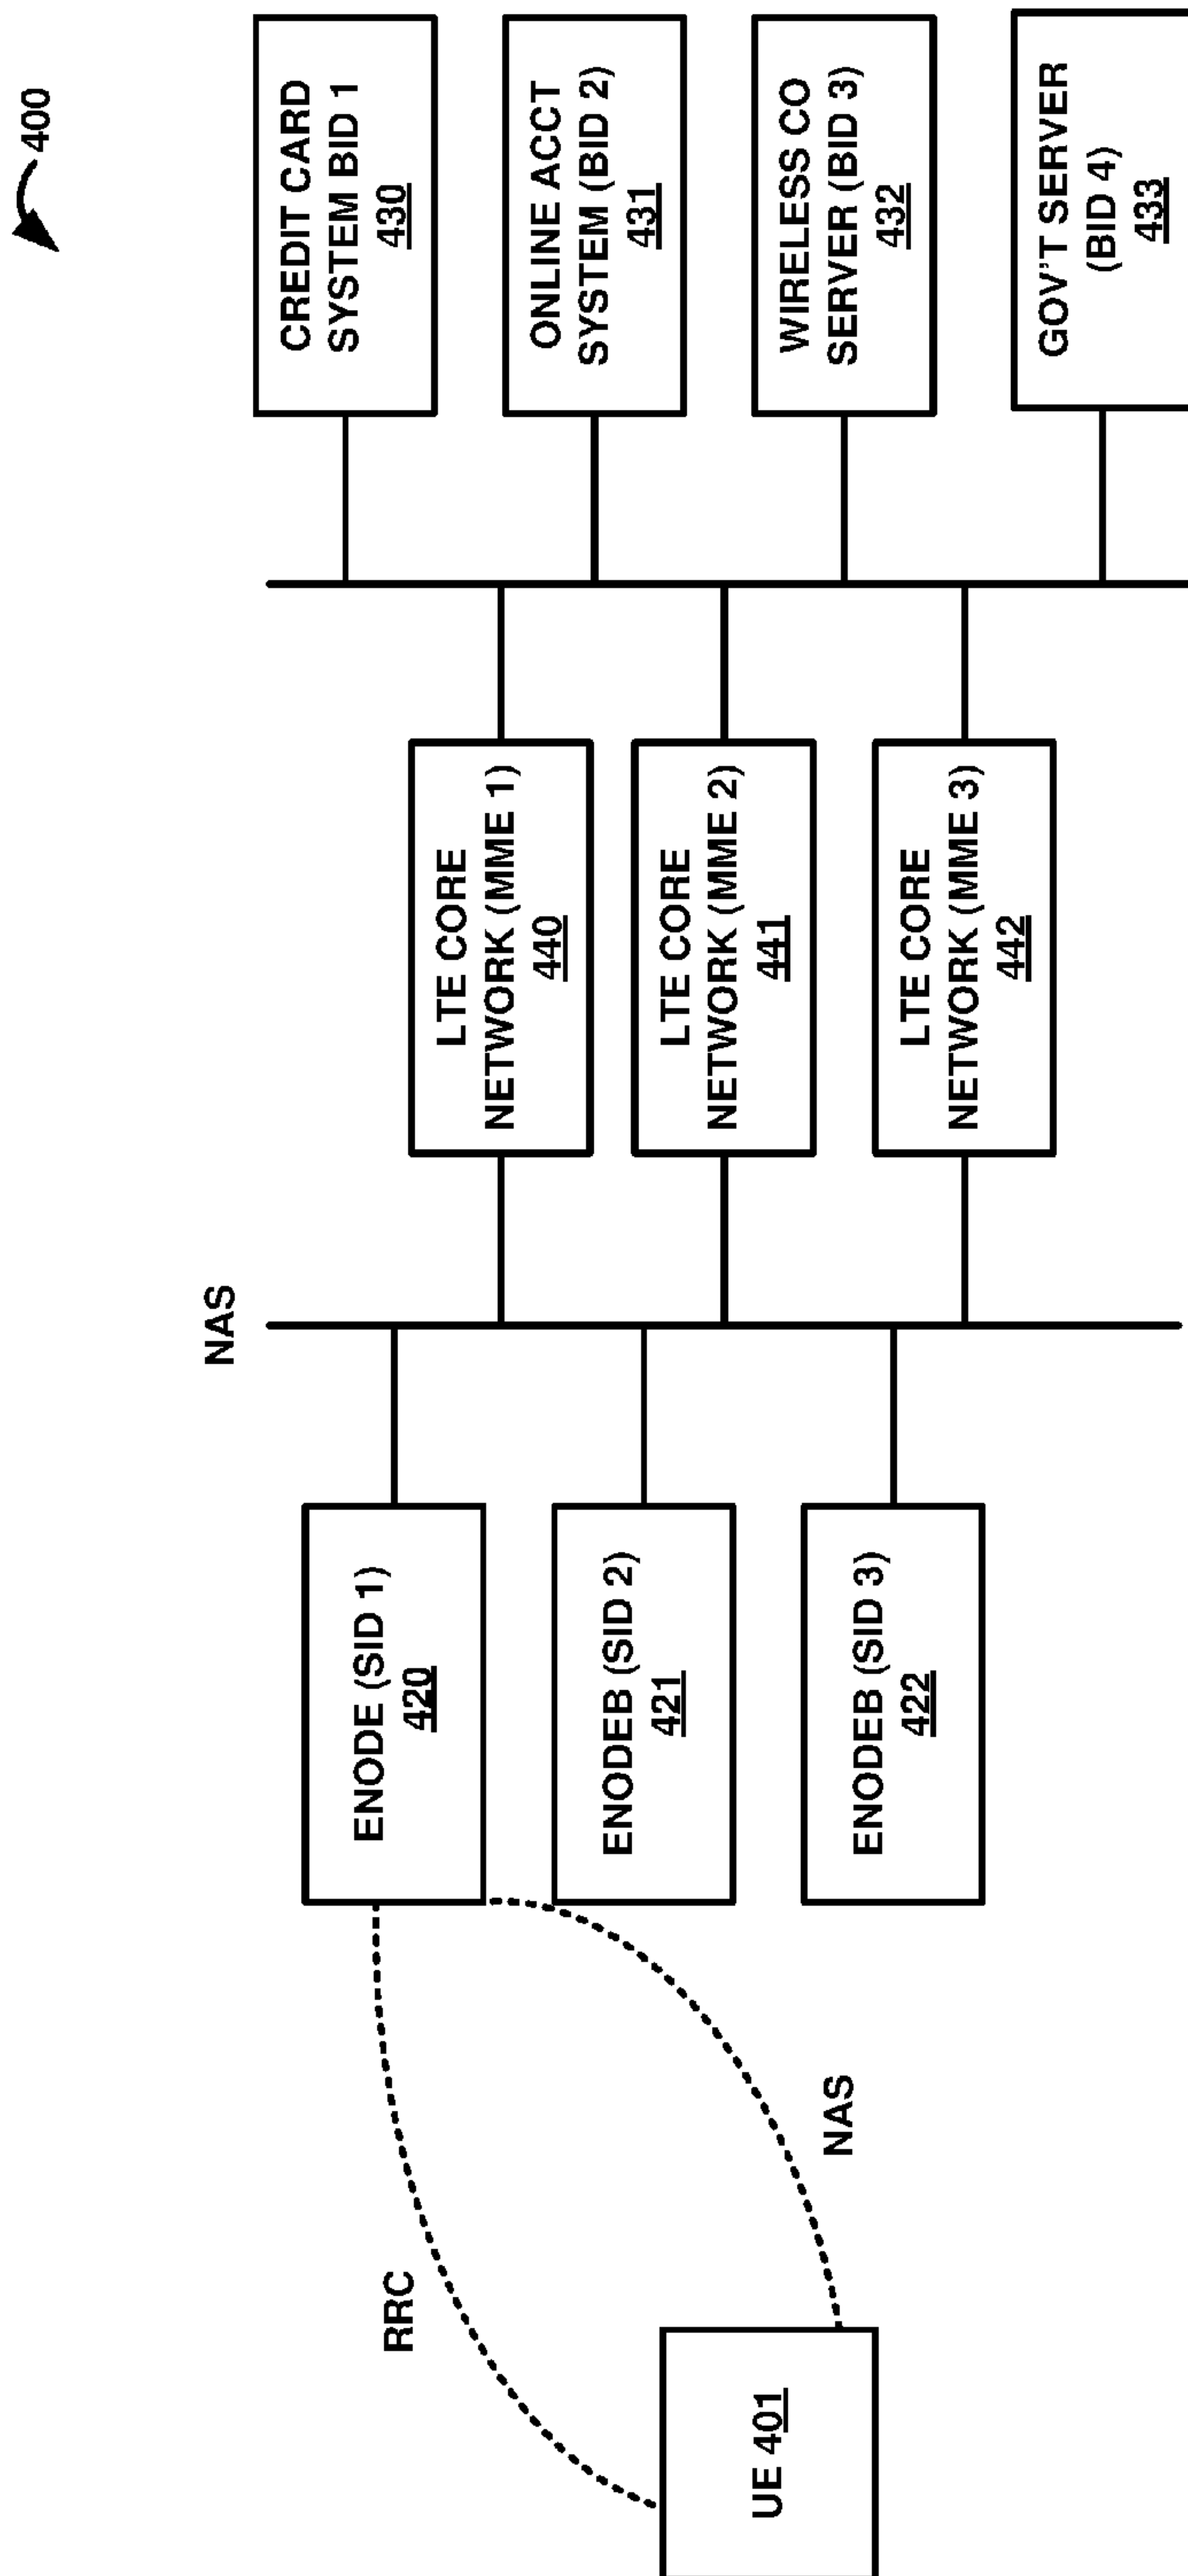 400
NAS
CREDIT CARD
SYSTEM BID 1
430
ONLINE ACCT
SYSTEM (BID 2)
431
WIRELESS CO
SERVER (BID 3)
432
GOV'T SERVER
(BID 4)
433
LTE CORE
NETWORK (MME 1)
440
LTE CORE
NETWORK (MME 2)
441
LTE CORE
NETWORK (MME 3)
442
ENODE (SID 1)
420
ENODEB (SID 2)
421
ENODEB (SID 3)
422
RRC
NAS
UE 401